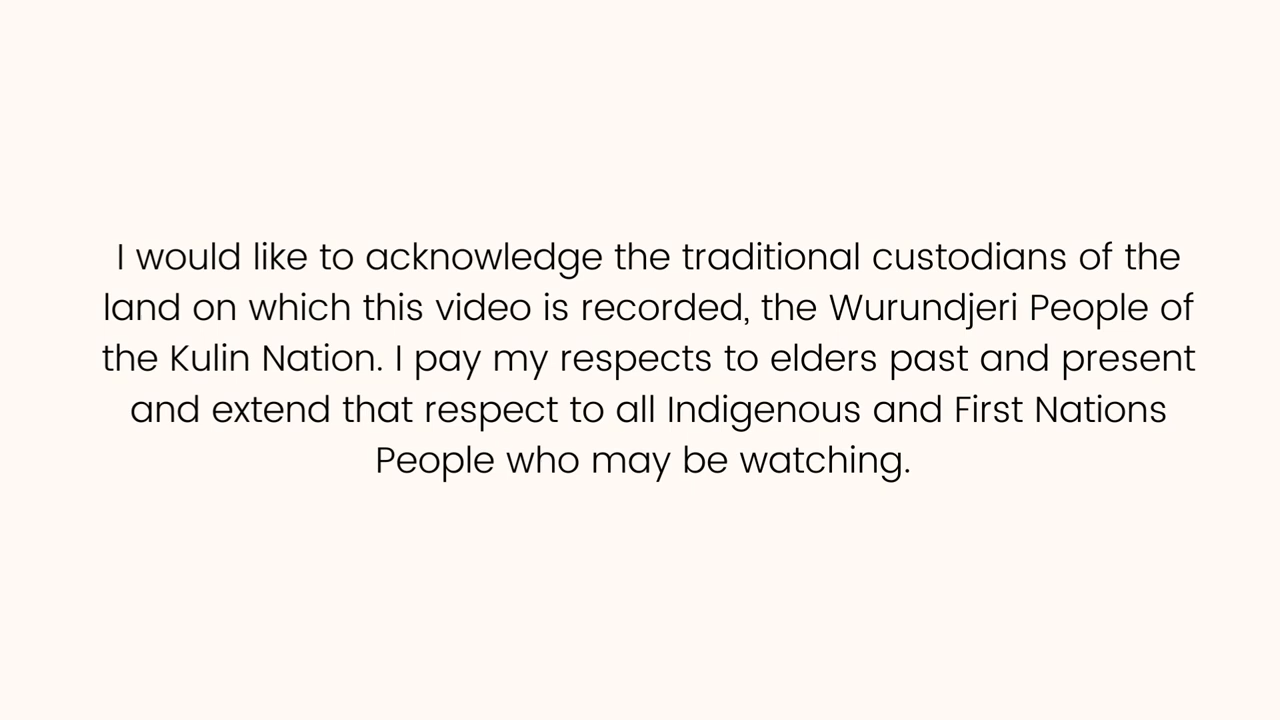 I would like to acknowledge the traditional custodians of the
land on which this video is recorded, the Wurundjeri People of
the Kulin Nation. I pay my respects to elders past and present
and extend that respect to all Indigenous and First Nations
People who may be watching.